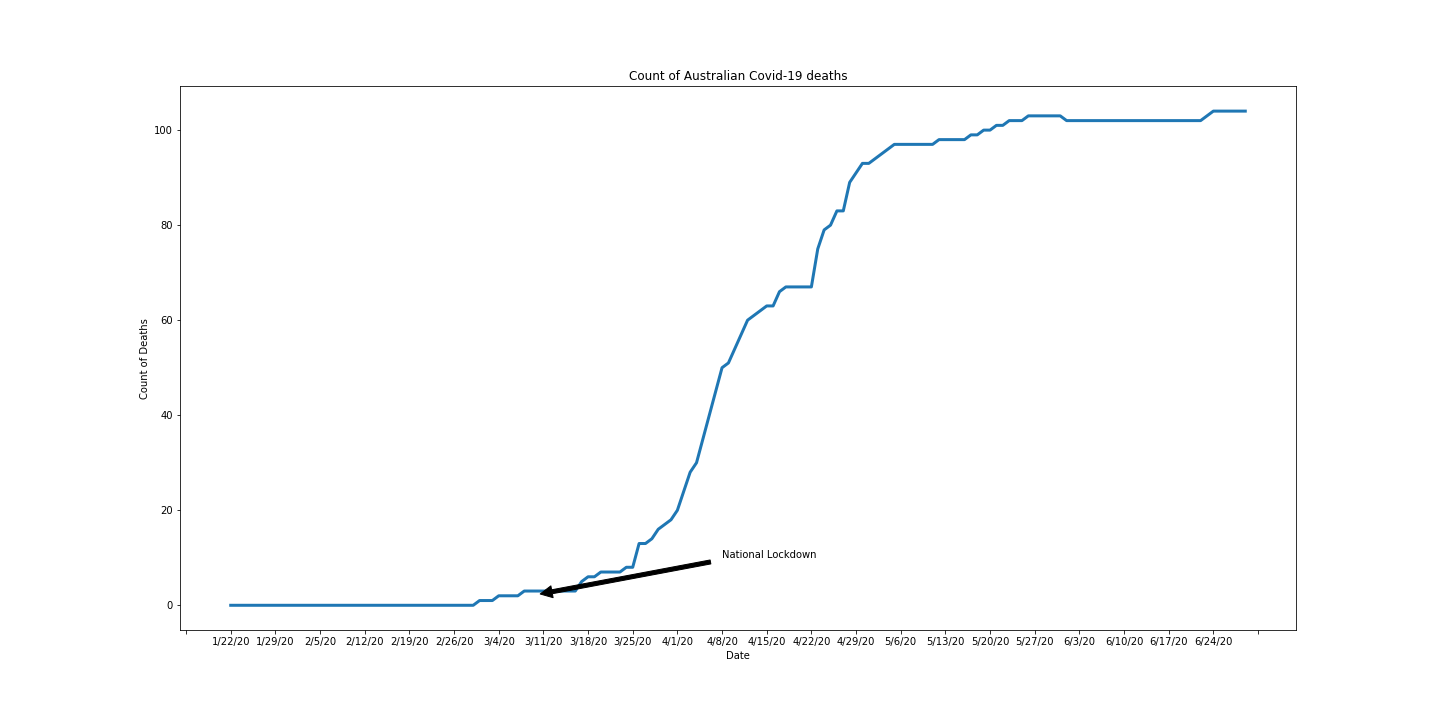 Count of Australian Covid-19 deaths
Count of Deaths
100
80
60
40
20
0
National Lockdown
1/22/20 1/29/20 2/5/20 2/12/20 2/19/20 2/26/20 3/4/20 3/11/20 3/18/20 3/25/20 4/1/20 4/8/20 4/15/20 4/22/20 4/29/20 5/6/20 5/13/20 5/20/20 5/27/20 6/3/20 6/10/20 6/17/20 6/24/20
Date